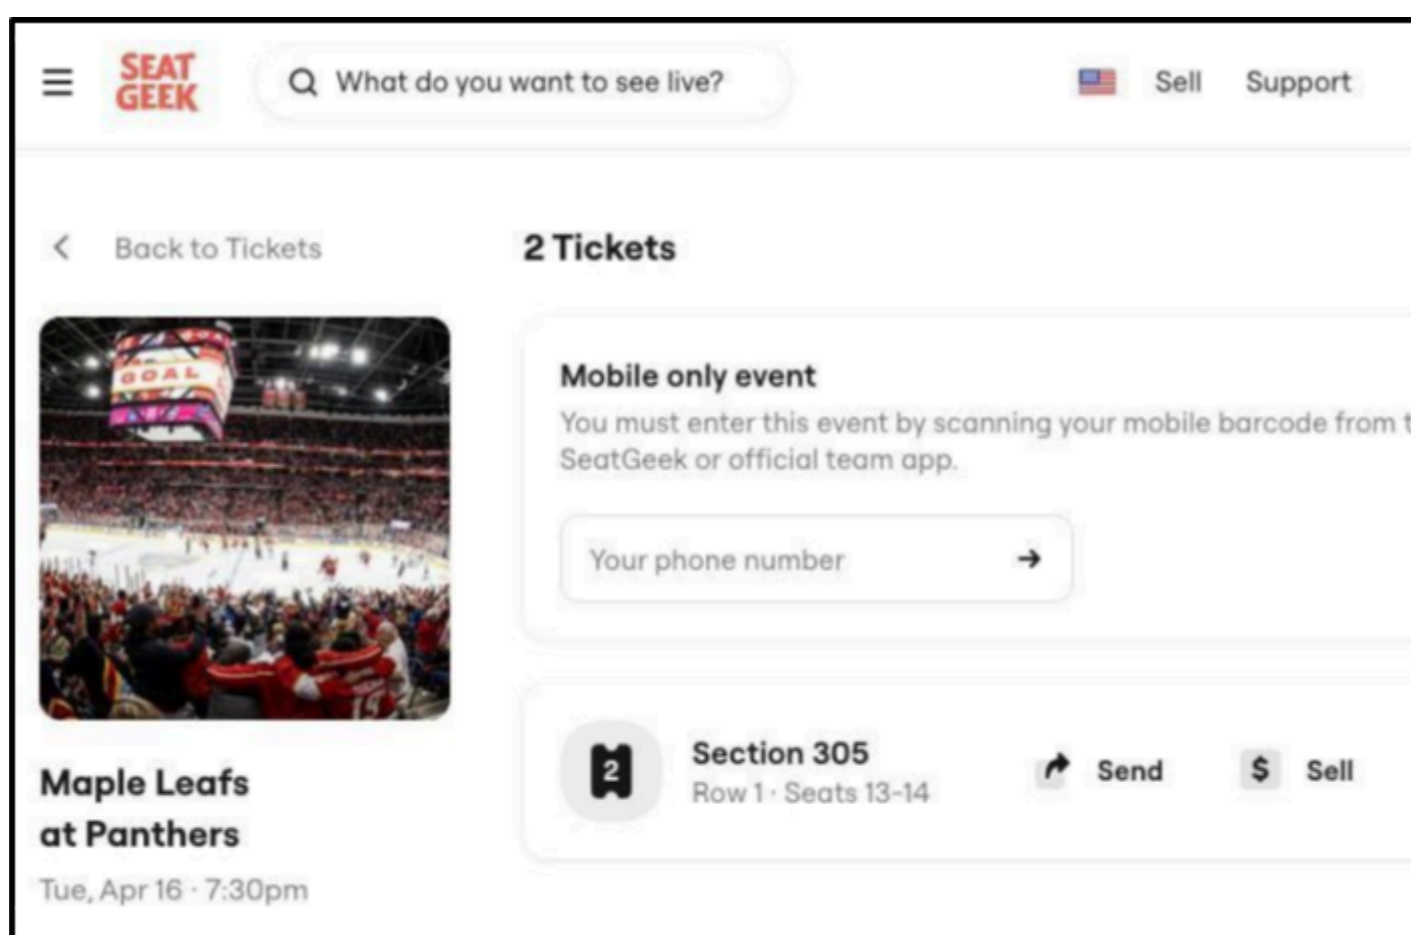 SEAT
GEEK
What do you want to see live?
Sell
Support
Back to Tickets
2 Tickets
GOAL
Mobile only event
You must enter this event by scanning your mobile barcode from t
SeatGeek or official team app.
Your phone number
2
Section 305
Row 1 · Seats 13-14
Send
$
Sell
Maple Leafs
at Panthers
Tue, Apr 16 · 7:30pm